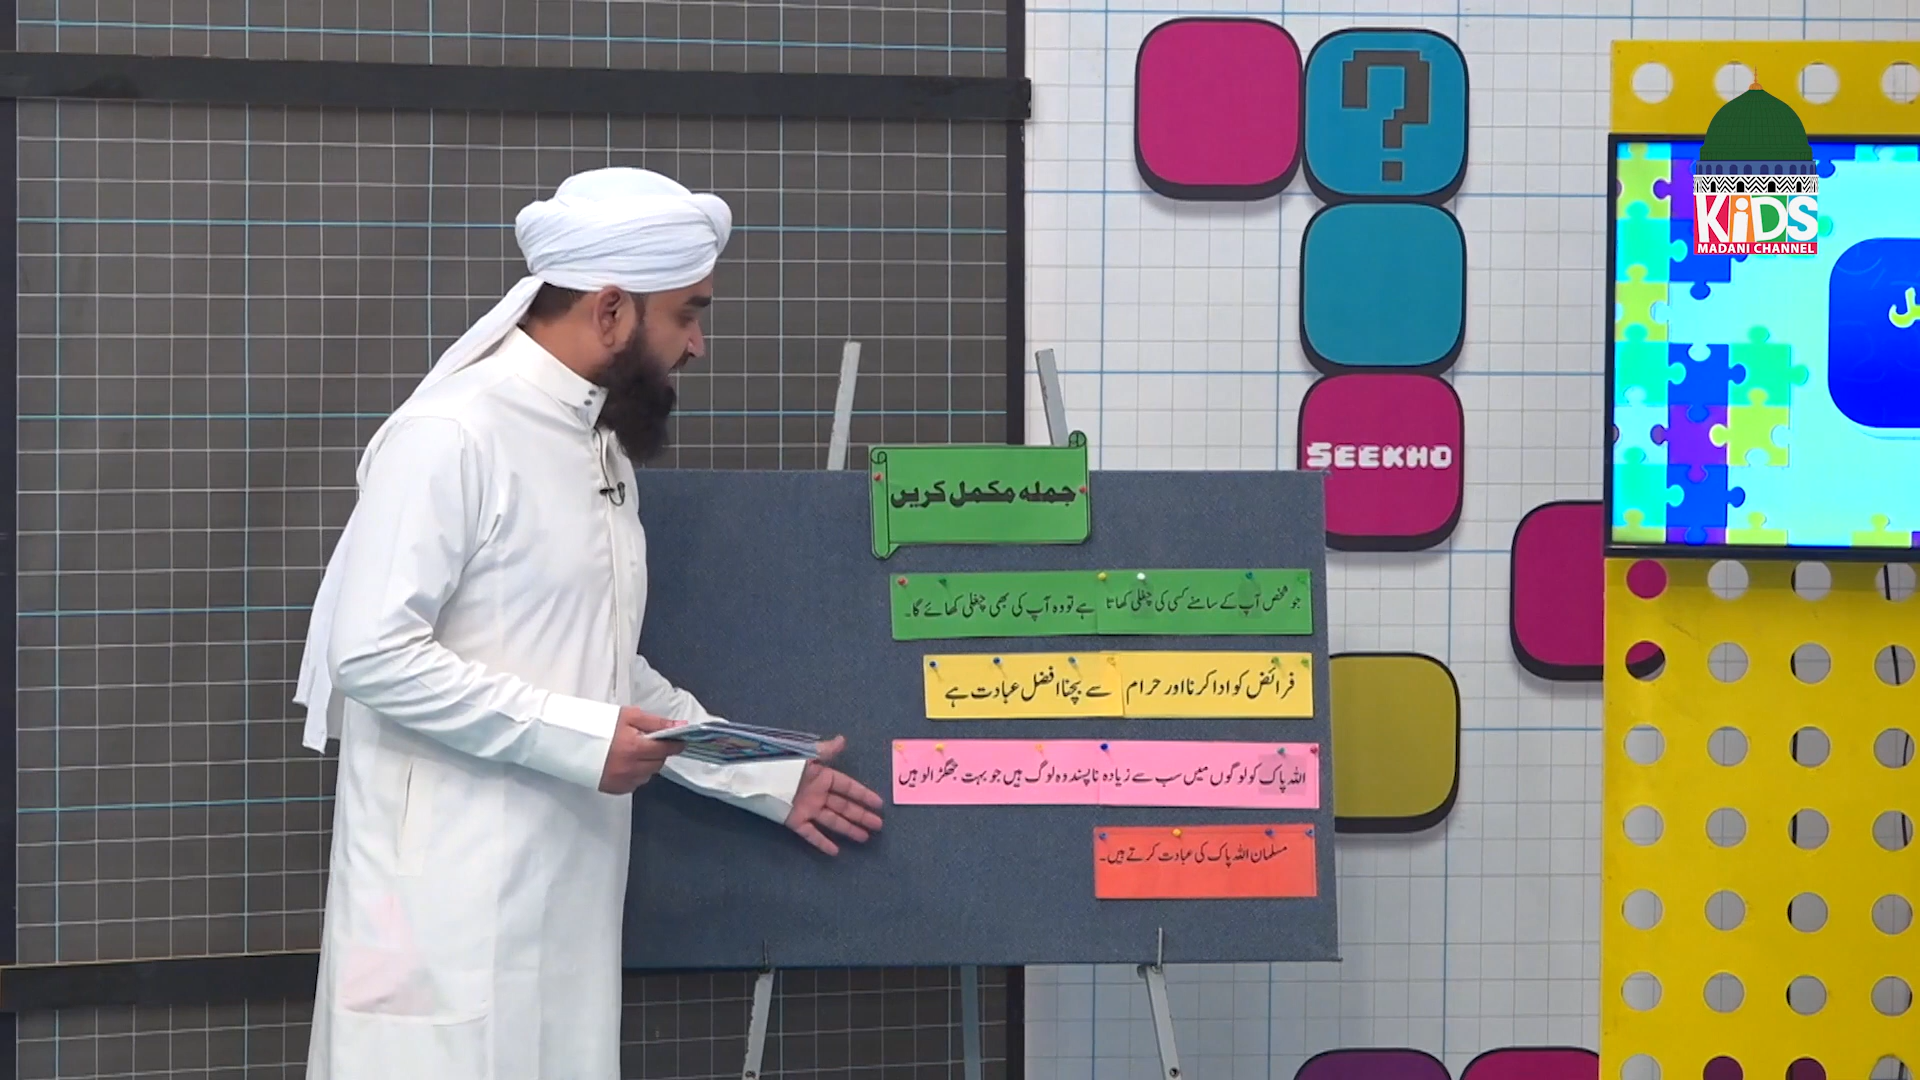 KiDS
MADANI CHANNEL
?
SEEKHO
جملہ مکمل کریں
جو شخص آپ کے سامنے کسی کی چغلی کھاتا ہے تو وہ آپ کی بھی چغلی کھائے گا۔
فرائض کو ادا کرنا اور حرام سے بچنا افضل عبادت ہے
اللہ پاک کو لوگوں میں سب سے زیادہ ناپسند وہ لوگ ہیں جو بہت جھگڑالو ہیں
مسلمان اللہ پاک کی عبادت کرتے ہیں۔